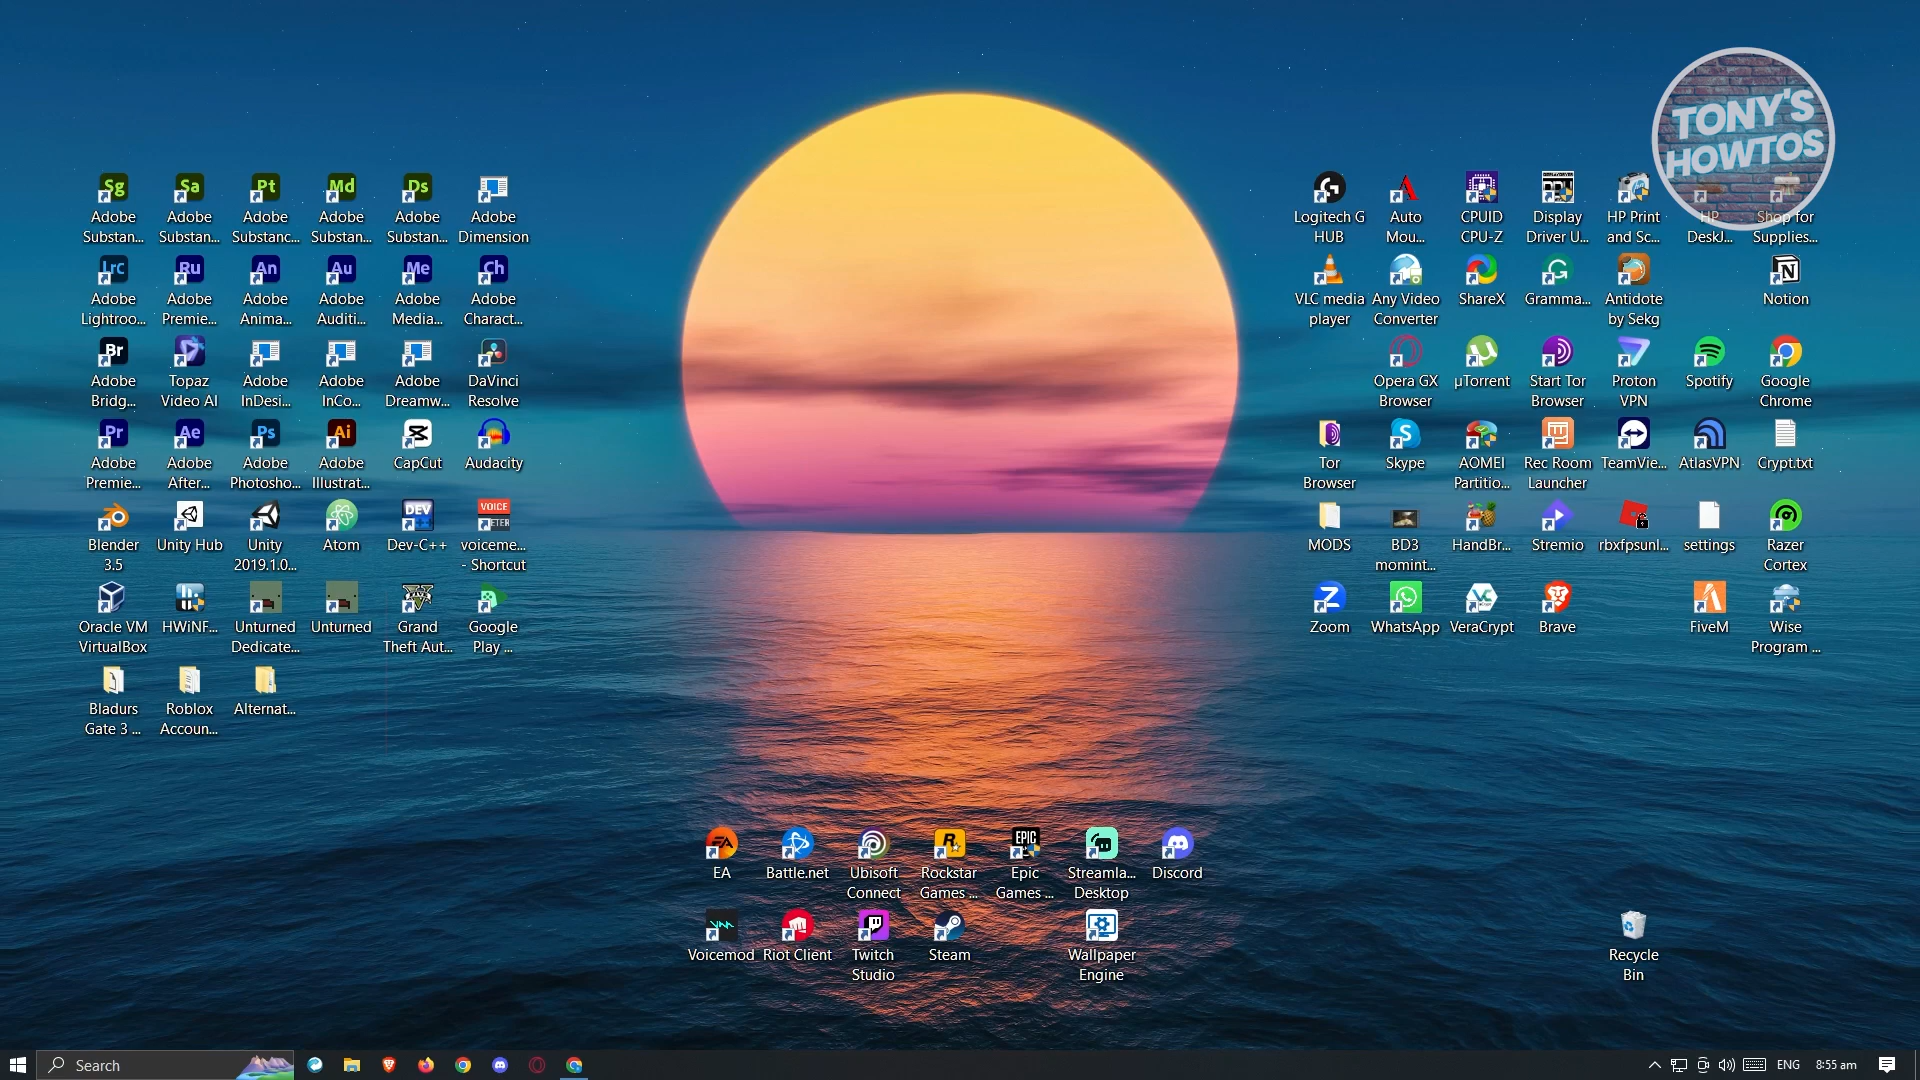 TONY'S
HOWTOS
Adobe
Substan...
Adobe
Substan...
Adobe
Substanc...
Adobe
Substan...
Adobe
Substan...
Adobe
Dimension
Adobe
Lightroo...
Adobe
Premie...
Adobe
Anima...
Adobe
Auditi...
Adobe
Media...
Adobe
Charact...
Adobe
Bridg...
Topaz
Video AI
Adobe
InDesi...
Adobe
InCo...
Adobe
Dreamw...
DaVinci
Resolve
Adobe
Premie...
Adobe
After...
Adobe
Photosho...
Adobe
Illustrat...
CapCut
Audacity
Blender
3.5
Unity Hub
Unity
2019.1.0...
Atom
Dev-C++
voiceme...
- Shortcut
Oracle VM
VirtualBox
HWiNF...
Unturned
Dedicate...
Unturned
Grand
Theft Aut...
Google
Play ...
Bladurs
Gate 3 ...
Roblox
Accoun...
Alternat...
Logitech G
HUB
Auto
Mou...
CPUID
CPU-Z
Display
Driver U...
HP Print
and Sc...
HP
DeskJ...
Shop for
Supplies...
VLC media
player
Any Video
Converter
ShareX
Gramma...
Antidote
by Sekg
Notion
Opera GX
Browser
µTorrent
Start Tor
Browser
Proton
VPN
Spotify
Google
Chrome
Tor
Browser
Skype
AOMEI
Partitio...
Rec Room
Launcher
TeamVie...
AtlasVPN
Crypt.txt
MODS
BD3
momint...
HandBr...
Stremio
rbxfpsunl...
settings
Razer
Cortex
Zoom
WhatsApp
VeraCrypt
Brave
FiveM
Wise
Program ...
EA
Battle.net
Ubisoft
Connect
Rockstar
Games ...
Epic
Games ...
Streamla...
Desktop
Discord
Voicemod
Riot Client
Twitch
Studio
Steam
Wallpaper
Engine
Recycle
Bin
Search
ENG
8:55 am